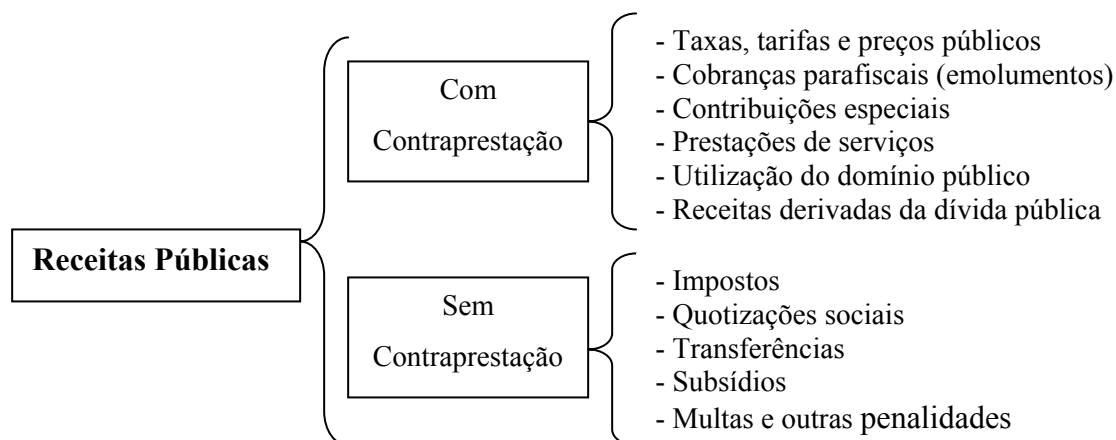 Receitas Públicas
Com
Contraprestação
- Taxas, tarifas e preços públicos
- Cobranças parafiscais (emolumentos)
- Contribuições especiais
- Prestações de serviços
- Utilização do domínio público
- Receitas derivadas da dívida pública
Sem
Contraprestação
- Impostos
- Quotizações sociais
- Transferências
- Subsídios
- Multas e outras penalidades